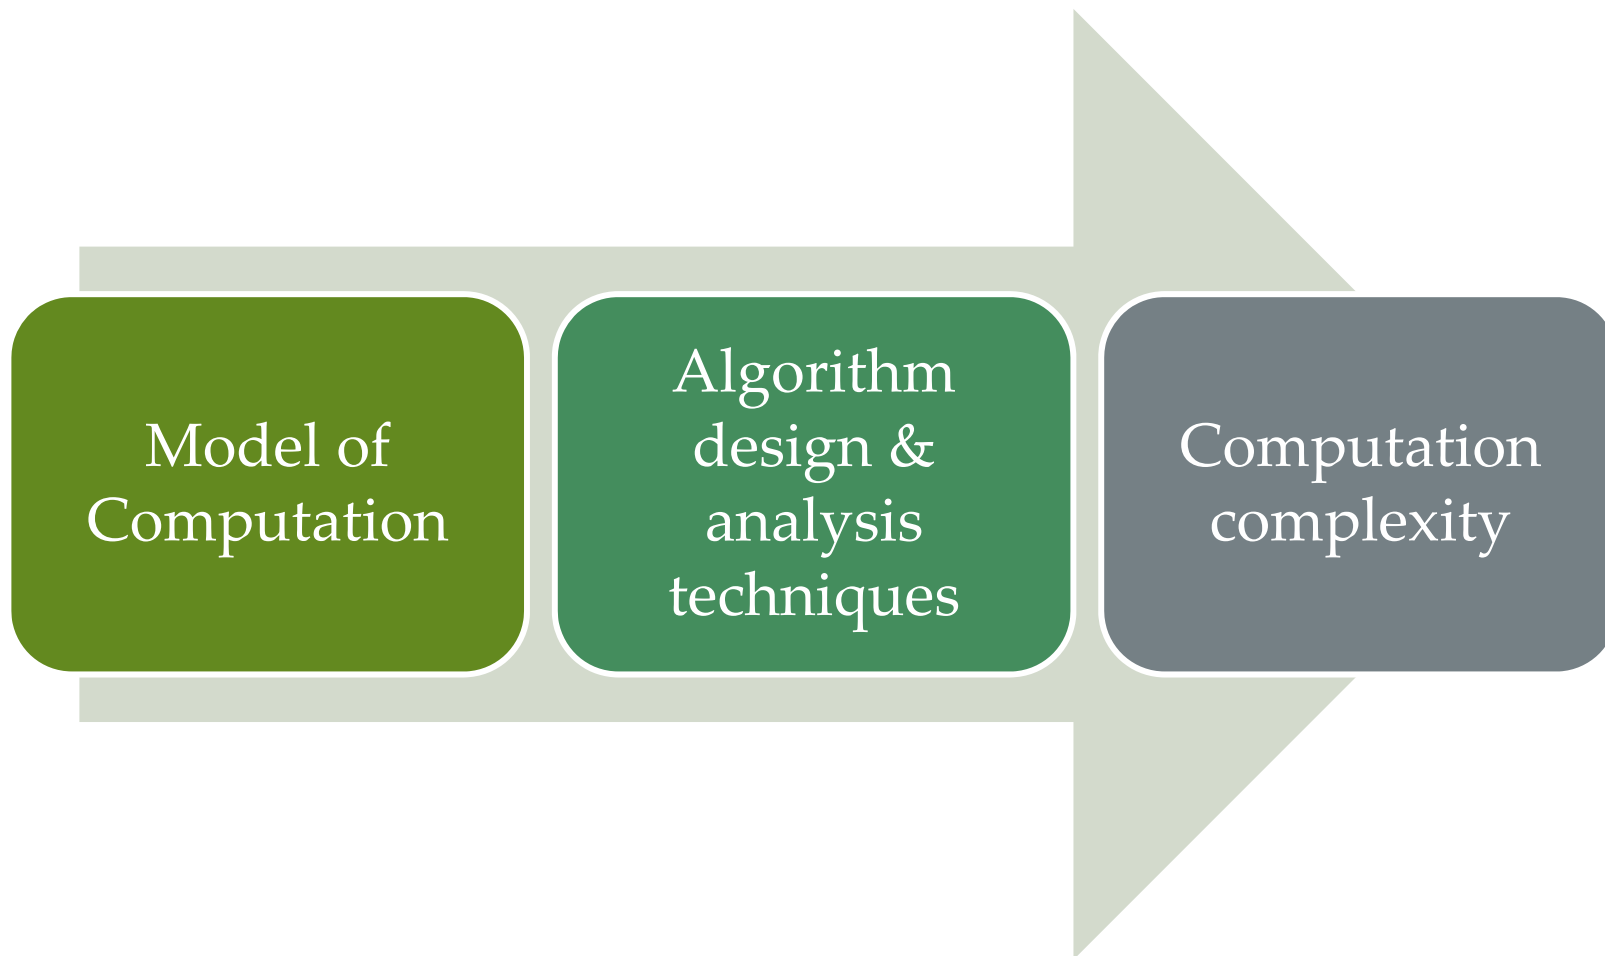 Model of
Computation
Algorithm
design &
analysis
techniques
Computation
complexity